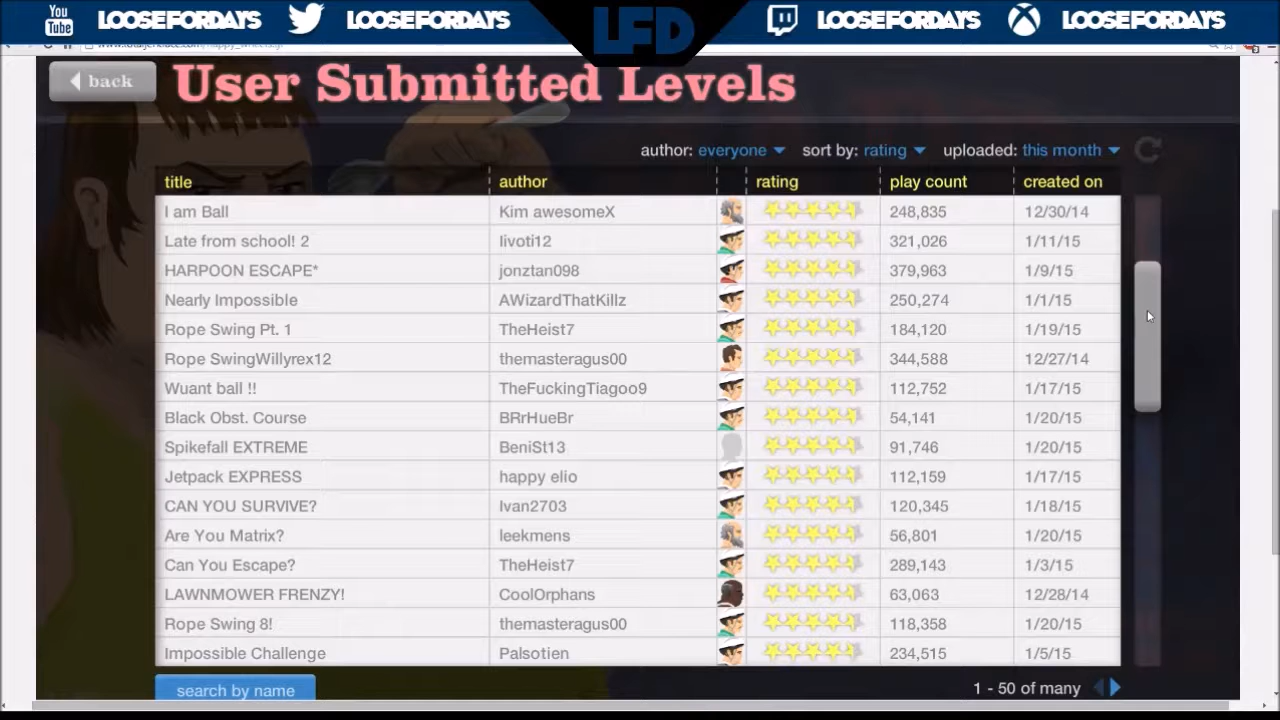 You Tube LOOSEFORDAYS LOOSEFORDAYS LFD LOOSEFORDAYS LOOSEFORDAYS
back User Submitted Levels
author: everyone sort by: rating uploaded: this month
title author rating play count created on
I am Ball Kim awesomeX 248,835 12/30/14
Late from school! 2 Iivoti12 321,026 1/11/15
HARPOON ESCAPE* jonztan098 379,963 1/9/15
Nearly Impossible AWizardThatKillz 250,274 1/1/15
Rope Swing Pt. 1 TheHeist7 184,120 1/19/15
Rope SwingWillyrex12 themasteragus00 344,588 12/27/14
Wuant ball !! TheFuckingTiagoo9 112,752 1/17/15
Black Obst. Course BRrHueBr 54,141 1/20/15
Spikefall EXTREME BeniSt13 91,746 1/20/15
Jetpack EXPRESS happy elio 112,159 1/17/15
CAN YOU SURVIVE? Ivan2703 120,345 1/18/15
Are You Matrix? leekmens 56,801 1/20/15
Can You Escape? TheHeist7 289,143 1/3/15
LAWNMOWER FRENZY! CoolOrphans 63,063 12/28/14
Rope Swing 8! themasteragus00 118,358 1/20/15
Impossible Challenge Palsotien 234,515 1/5/15
search by name 1 - 50 of many